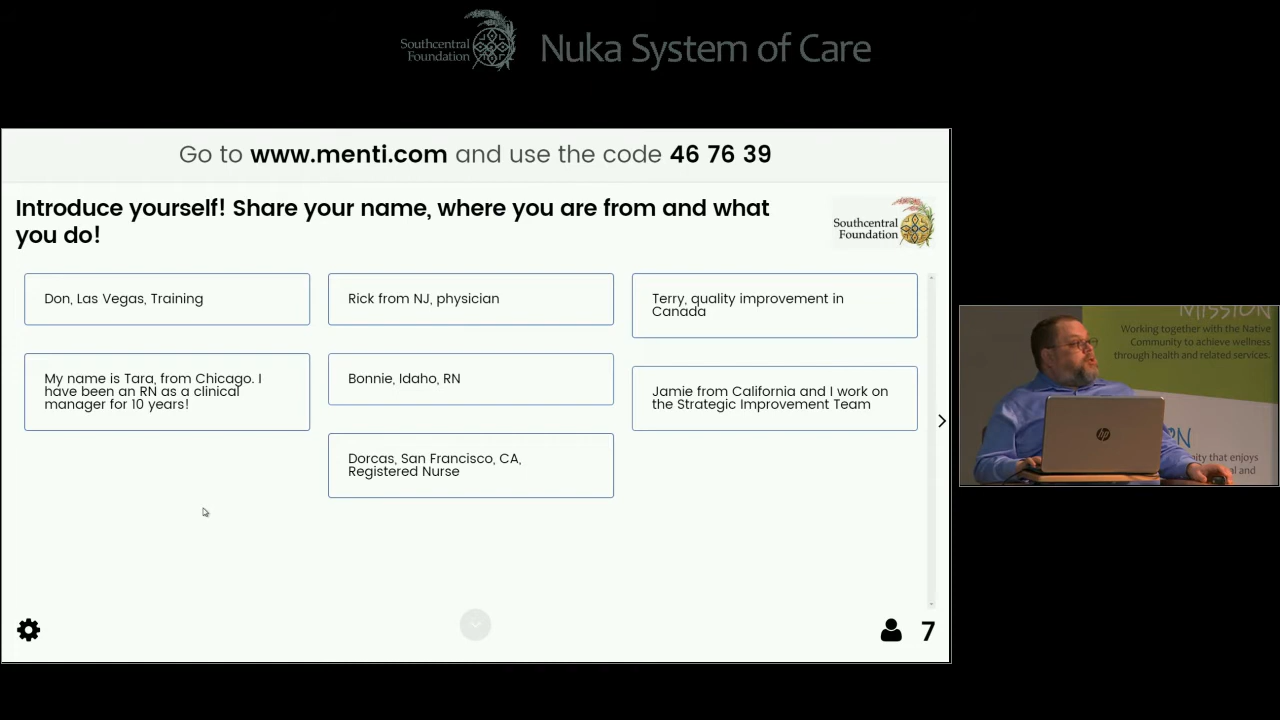 Southcentral
Foundation
Nuka System of Care
Go to www.menti.com and use the code 46 76 39
Introduce yourself! Share your name, where you are from and what
you do!
Southcentral
Foundation
Don, Las Vegas, Training
Rick from NJ, physician
Terry, quality improvement in
Canada
My name is Tara, from Chicago. I
have been an RN as a clinical
manager for 10 years!
Bonnie, Idaho, RN
Jamie from California and I work on
the Strategic Improvement Team
Dorcas, San Francisco, CA,
Registered Nurse
7
MISSION
Working together with the Native
Community to achieve wellness
through health and related services.
that enjoys
and
hp